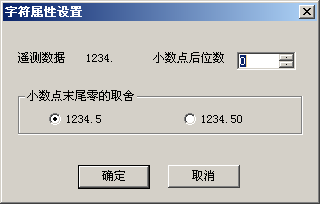 字符属性设置
遥测数据 1234. 小数点后位数 0
小数点末尾零的取舍
1234.5 1234.50
确定 取消